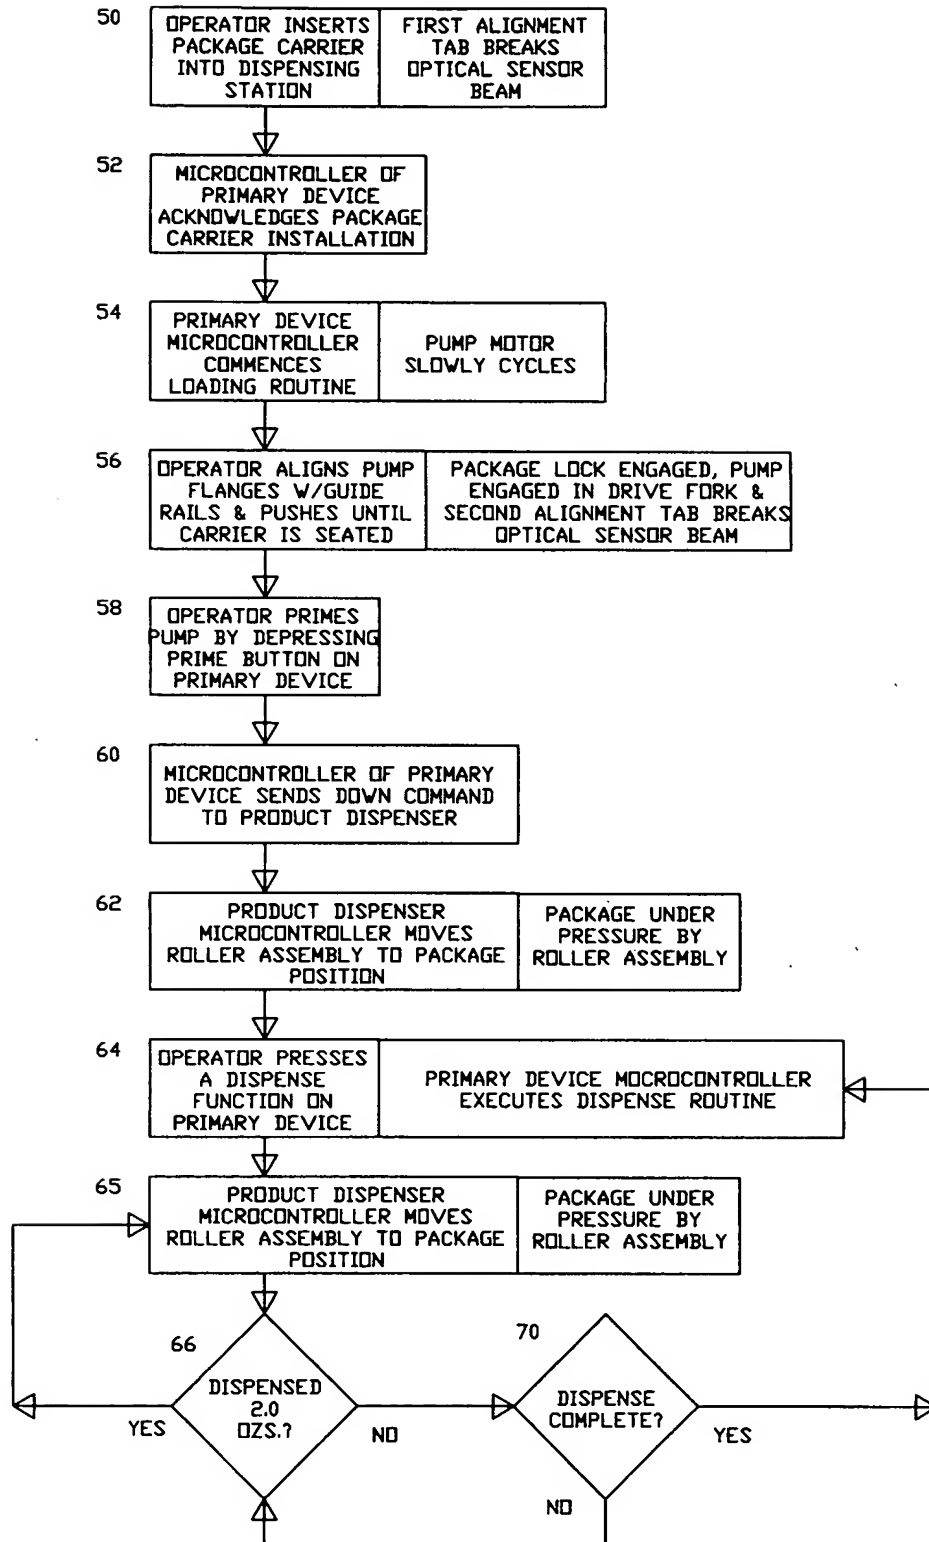 50
OPERATOR INSERTS
PACKAGE CARRIER
INTO DISPENSING
STATION
FIRST ALIGNMENT
TAB BREAKS
OPTICAL SENSOR
BEAM
52
MICROCONTROLLER OF
PRIMARY DEVICE
ACKNOWLEDGES PACKAGE
CARRIER INSTALLATION
54
PRIMARY DEVICE
MICROCONTROLLER
COMMENCES
LOADING ROUTINE
PUMP MOTOR
SLOWLY CYCLES
56
OPERATOR ALIGNS PUMP
FLANGES W/GUIDE
RAILS & PUSHES UNTIL
CARRIER IS SEATED
PACKAGE LOCK ENGAGED, PUMP
ENGAGED IN DRIVE FORK &
SECOND ALIGNMENT TAB BREAKS
OPTICAL SENSOR BEAM
58
OPERATOR PRIMES
PUMP BY DEPRESSING
PRIME BUTTON ON
PRIMARY DEVICE
60
MICROCONTROLLER OF PRIMARY
DEVICE SENDS DOWN COMMAND
TO PRODUCT DISPENSER
62
PRODUCT DISPENSER
MICROCONTROLLER MOVES
ROLLER ASSEMBLY TO PACKAGE
POSITION
PACKAGE UNDER
PRESSURE BY
ROLLER ASSEMBLY
64
OPERATOR PRESSES
A DISPENSE
FUNCTION ON
PRIMARY DEVICE
PRIMARY DEVICE MOCROCONTROLLER
EXECUTES DISPENSE ROUTINE
65
PRODUCT DISPENSER
MICROCONTROLLER MOVES
ROLLER ASSEMBLY TO PACKAGE
POSITION
PACKAGE UNDER
PRESSURE BY
ROLLER ASSEMBLY
66
DISPENSED
2.0
OZS.?
YES
NO
70
DISPENSE
COMPLETE?
YES
NO